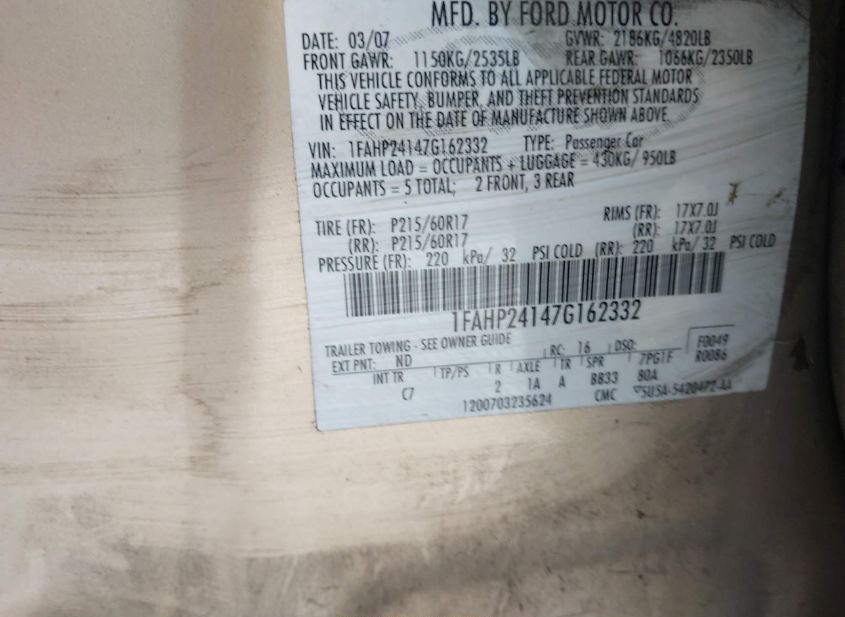 MFD. BY FORD MOTOR CO.
DATE: 03/07 GVWR: 2186KG/4820LB
FRONT GAWR: 1150KG/2535LB REAR GAWR: 1066KG/2350LB
THIS VEHICLE CONFORMS TO ALL APPLICABLE FEDERAL MOTOR
VEHICLE SAFETY, BUMPER, AND THEFT PREVENTION STANDARDS
IN EFFECT ON THE DATE OF MANUFACTURE SHOWN ABOVE.
VIN: 1FAHP24147G162332 TYPE: Passenger Car
MAXIMUM LOAD = OCCUPANTS + LUGGAGE = 430KG/ 950LB
OCCUPANTS = 5 TOTAL; 2 FRONT, 3 REAR
TIRE (FR): P215/60R17 RIMS (FR): 17X7.0J
(RR): P215/60R17 (RR): 17X7.0J
PRESSURE (FR): 220 kPa/ 32 PSI COLD (RR): 220 kPa/ 32 PSI COLD
1FAHP24147G162332
TRAILER TOWING - SEE OWNER GUIDE
EXT PNT: ND RC: 16 DSO: F0049
INT TR TP/PS R AXLE TR SPR 7PG1F R0086
C7 2 1A A BB33 80A
1200703235624 CMC 5U5A-5420472-AA